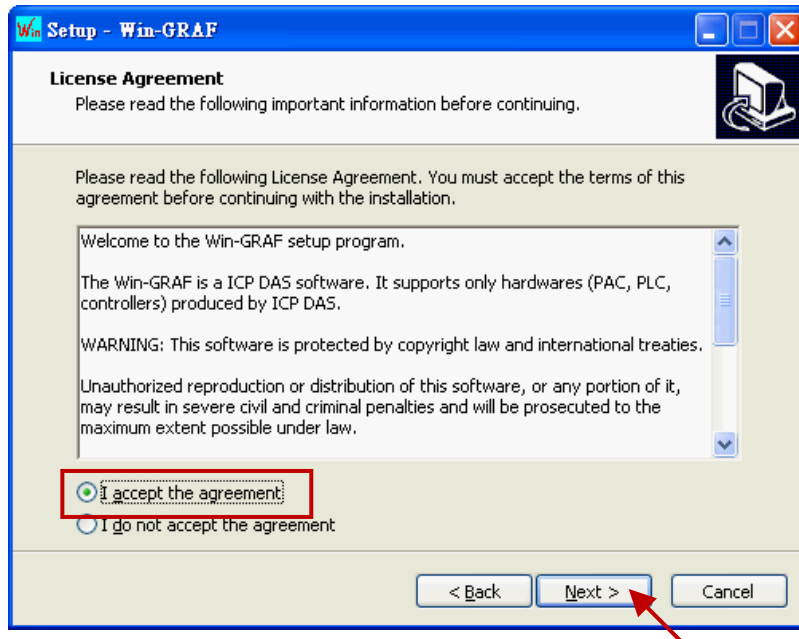 Win Setup - Win-GRAF
License Agreement
Please read the following important information before continuing.
Please read the following License Agreement. You must accept the terms of this
agreement before continuing with the installation.
Welcome to the Win-GRAF setup program.
The Win-GRAF is a ICP DAS software. It supports only hardwares (PAC, PLC,
controllers) produced by ICP DAS.
WARNING: This software is protected by copyright law and international treaties.
Unauthorized reproduction or distribution of this software, or any portion of it,
may result in severe civil and criminal penalties and will be prosecuted to the
maximum extent possible under law.
I accept the agreement
I do not accept the agreement
< Back Next > Cancel